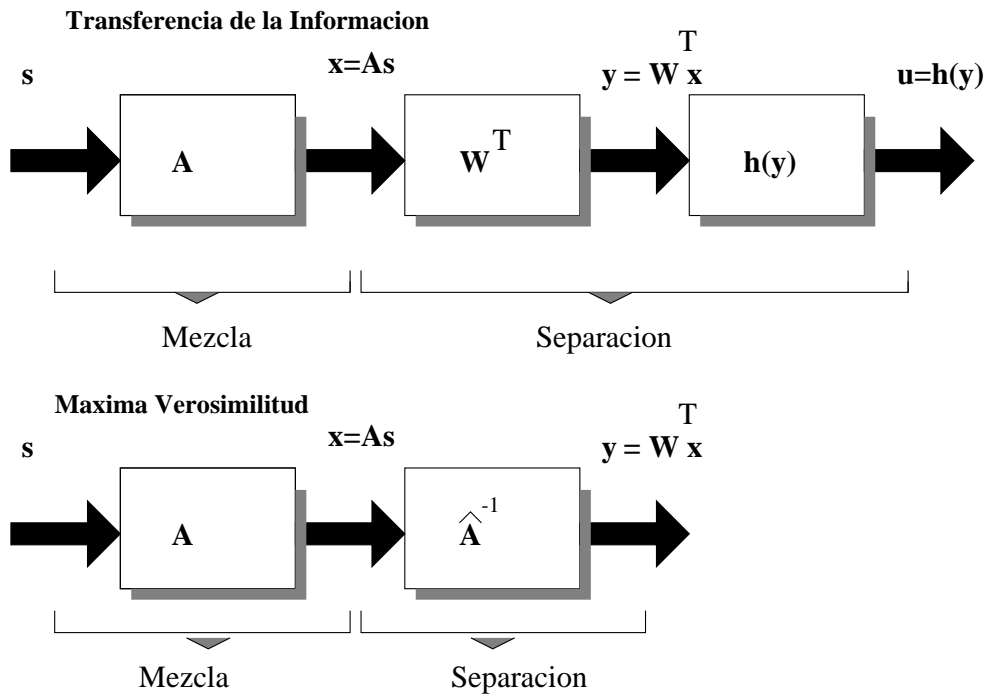 Transferencia de la Informacion
s
x=As
y = W^T x
u=h(y)
A
W^T
h(y)
Mezcla
Separacion
Maxima Verosimilitud
s
x=As
y = W^T x
A
Â^-1
Mezcla
Separacion